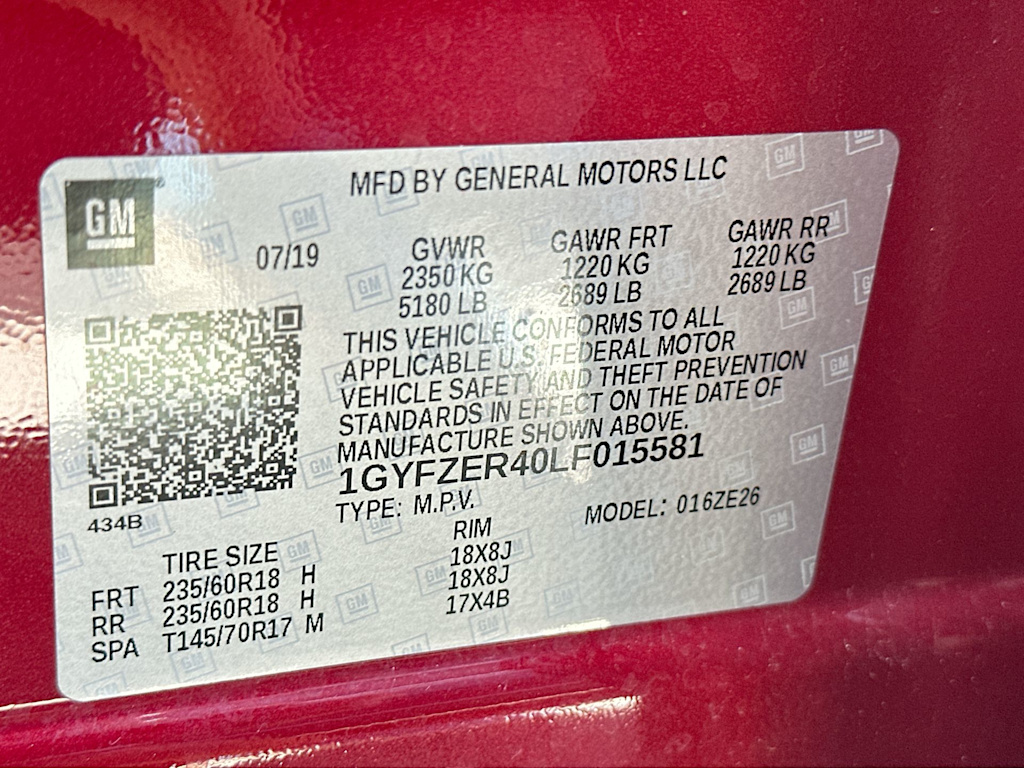 GM
MFD BY GENERAL MOTORS LLC
07/19
GVWR
2350 KG
5180 LB
GAWR FRT
1220 KG
2689 LB
GAWR RR
1220 KG
2689 LB
THIS VEHICLE CONFORMS TO ALL
APPLICABLE U.S. FEDERAL MOTOR
VEHICLE SAFETY AND THEFT PREVENTION
STANDARDS IN EFFECT ON THE DATE OF
MANUFACTURE SHOWN ABOVE.
1GYFZER40LF015581
TYPE: M.P.V. MODEL: 016ZE26
434B
TIRE SIZE RIM
FRT 235/60R18 H 18X8J
RR 235/60R18 H 18X8J
SPA T145/70R17 M 17X4B